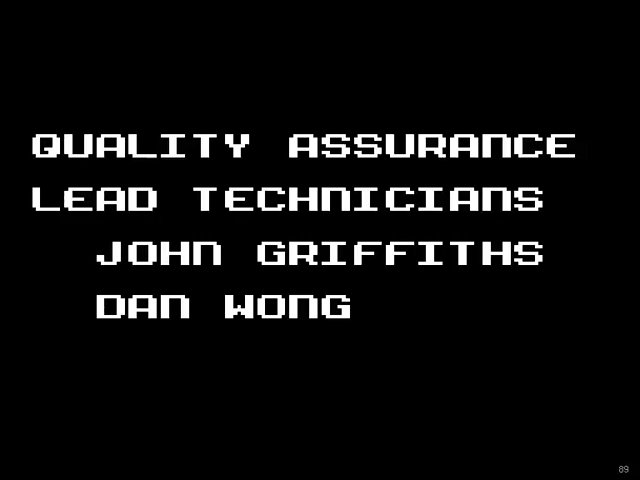 QUALITY ASSURANCE
LEAD TECHNICIANS
JOHN GRIFFITHS
DAN WONG
89